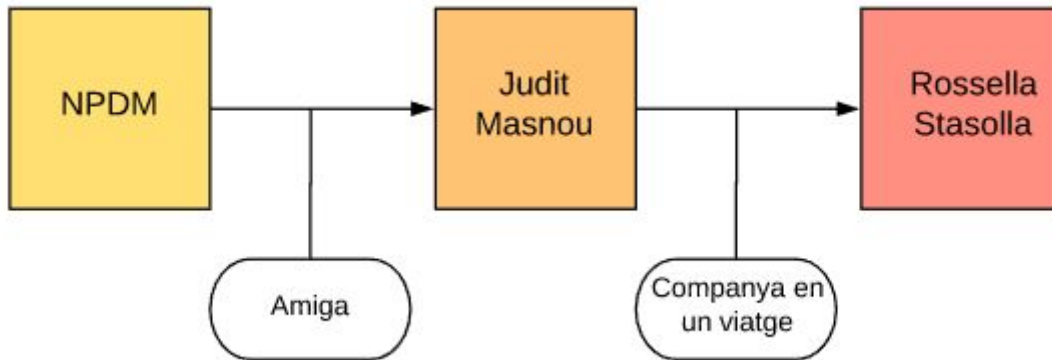 NPDM
Judit
Masnou
Rossella
Stasolla
Amiga
Companya en
un viatge